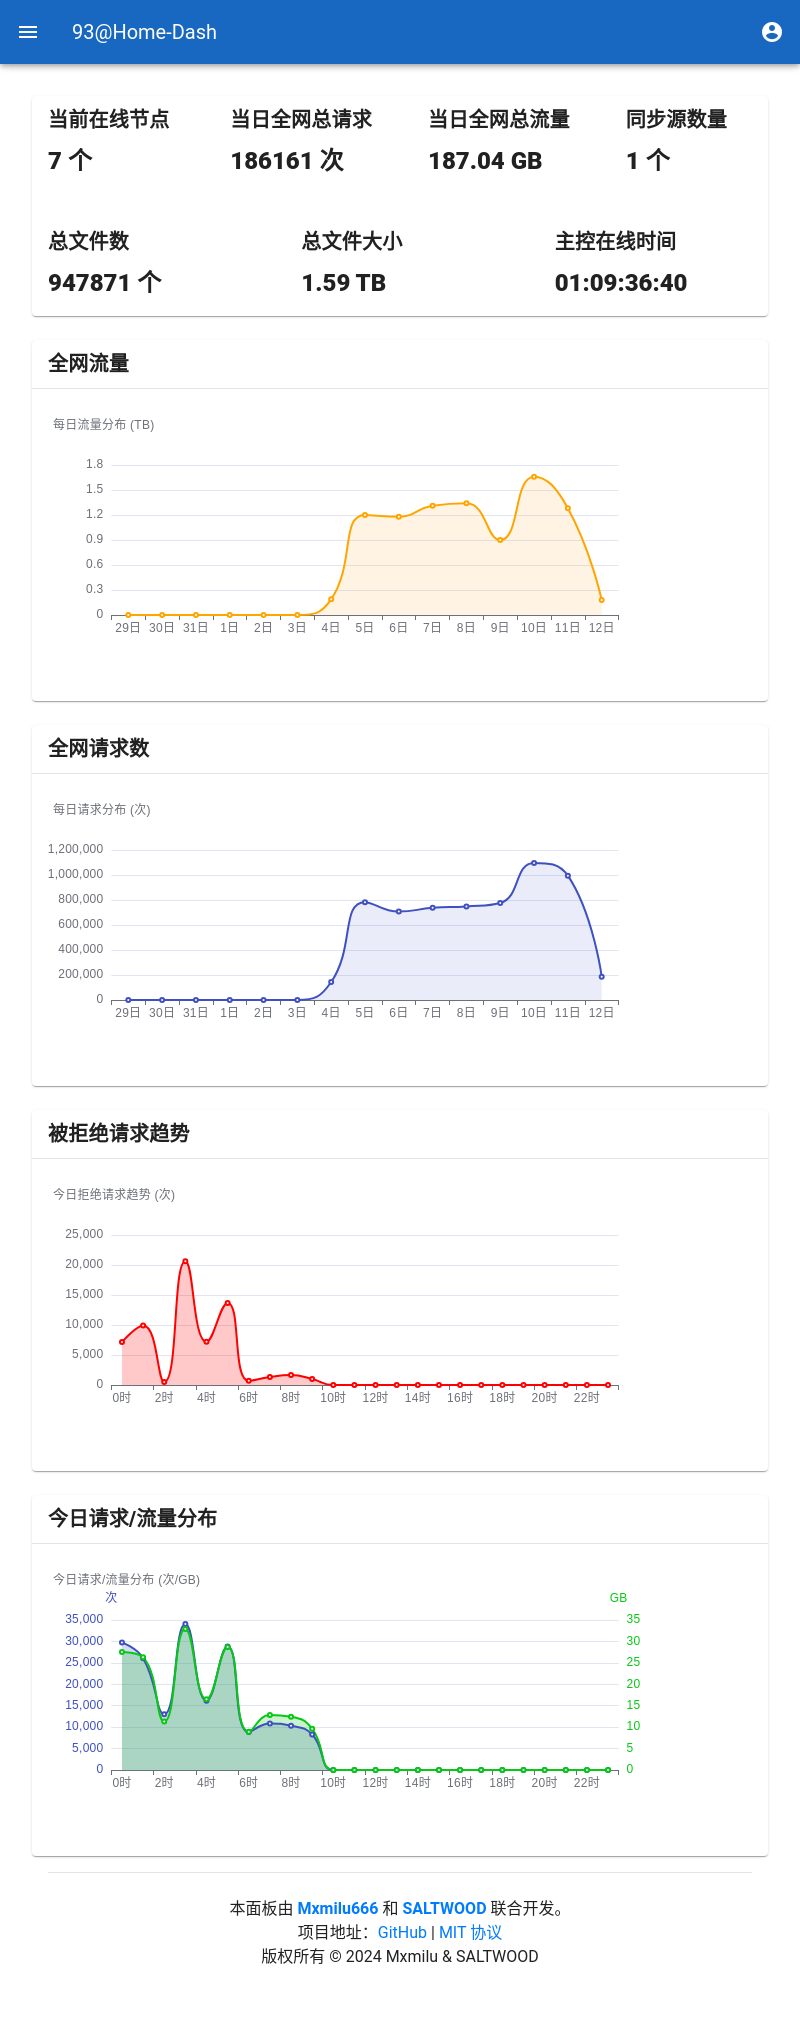 93@Home-Dash
当前在线节点 当日全网总请求 当日全网总流量 同步源数量
7 个 186161 次 187.04 GB 1 个
总文件数 总文件大小 主控在线时间
947871 个 1.59 TB 01:09:36:40
全网流量
每日流量分布 (TB)
1.8
1.5
1.2
0.9
0.6
0.3
0
29日 30日 31日 1日 2日 3日 4日 5日 6日 7日 8日 9日 10日 11日 12日
全网请求数
每日请求分布 (次)
1,200,000
1,000,000
800,000
600,000
400,000
200,000
0
29日 30日 31日 1日 2日 3日 4日 5日 6日 7日 8日 9日 10日 11日 12日
被拒绝请求趋势
今日拒绝请求趋势 (次)
25,000
20,000
15,000
10,000
5,000
0
0时 2时 4时 6时 8时 10时 12时 14时 16时 18时 20时 22时
今日请求/流量分布
今日请求/流量分布 (次/GB)
次 GB
35,000 35
30,000 30
25,000 25
20,000 20
15,000 15
10,000 10
5,000 5
0 0
0时 2时 4时 6时 8时 10时 12时 14时 16时 18时 20时 22时
本面板由 Mxmilu666 和 SALTWOOD 联合开发。
项目地址：GitHub | MIT 协议
版权所有 © 2024 Mxmilu & SALTWOOD